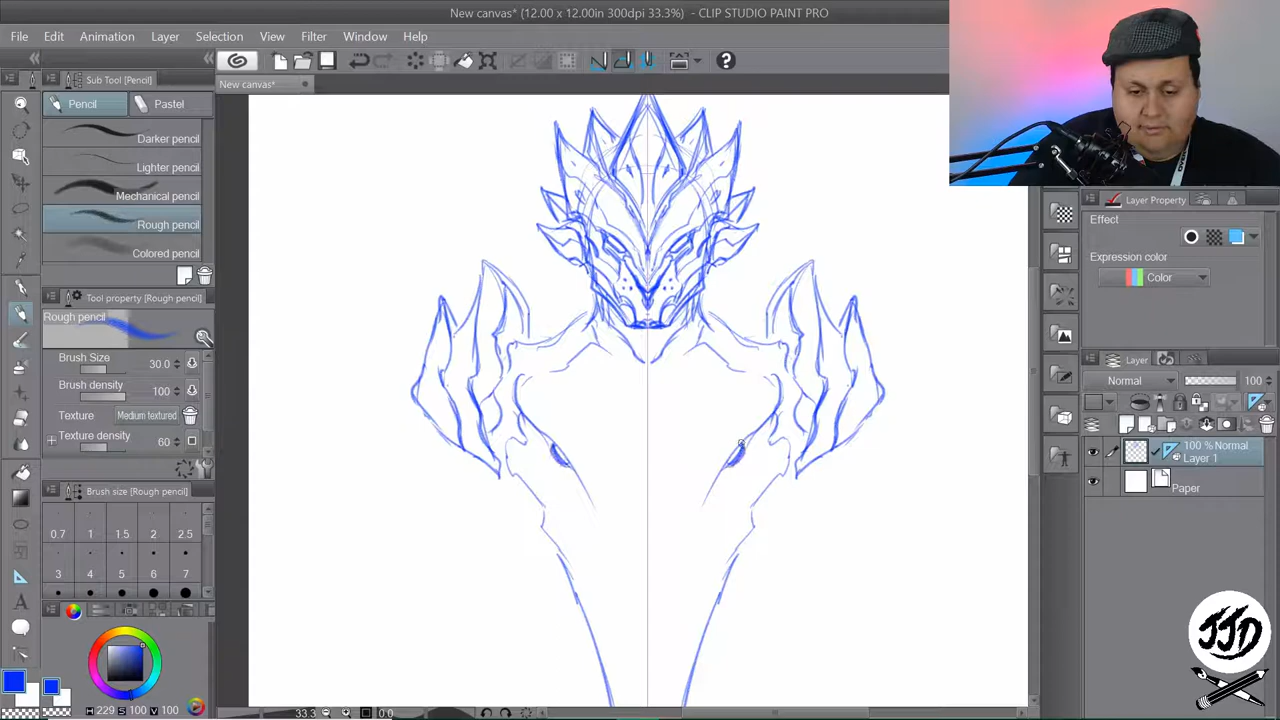 New canvas* (12.00 x 12.00in 300dpi 33.3%) - CLIP STUDIO PAINT PRO
File Edit Animation Layer Selection View Filter Window Help
Sub Tool [Pencil]
New canvas*
Pencil Pastel
Darker pencil
Lighter pencil
Mechanical pencil
Rough pencil
Colored pencil
Tool property [Rough pencil]
Rough pencil
Brush Size 30.0
Brush density 100
Texture Medium textured
Texture density 60
Brush size [Rough pencil]
0.7 1 1.5 2 2.5
3 4 5 6 7
H 229 S 100 V 100
33.3 0.0
Layer Property
Effect
Expression color
Color
Layer
Normal 100
100 % Normal
Layer 1
Paper
JJD